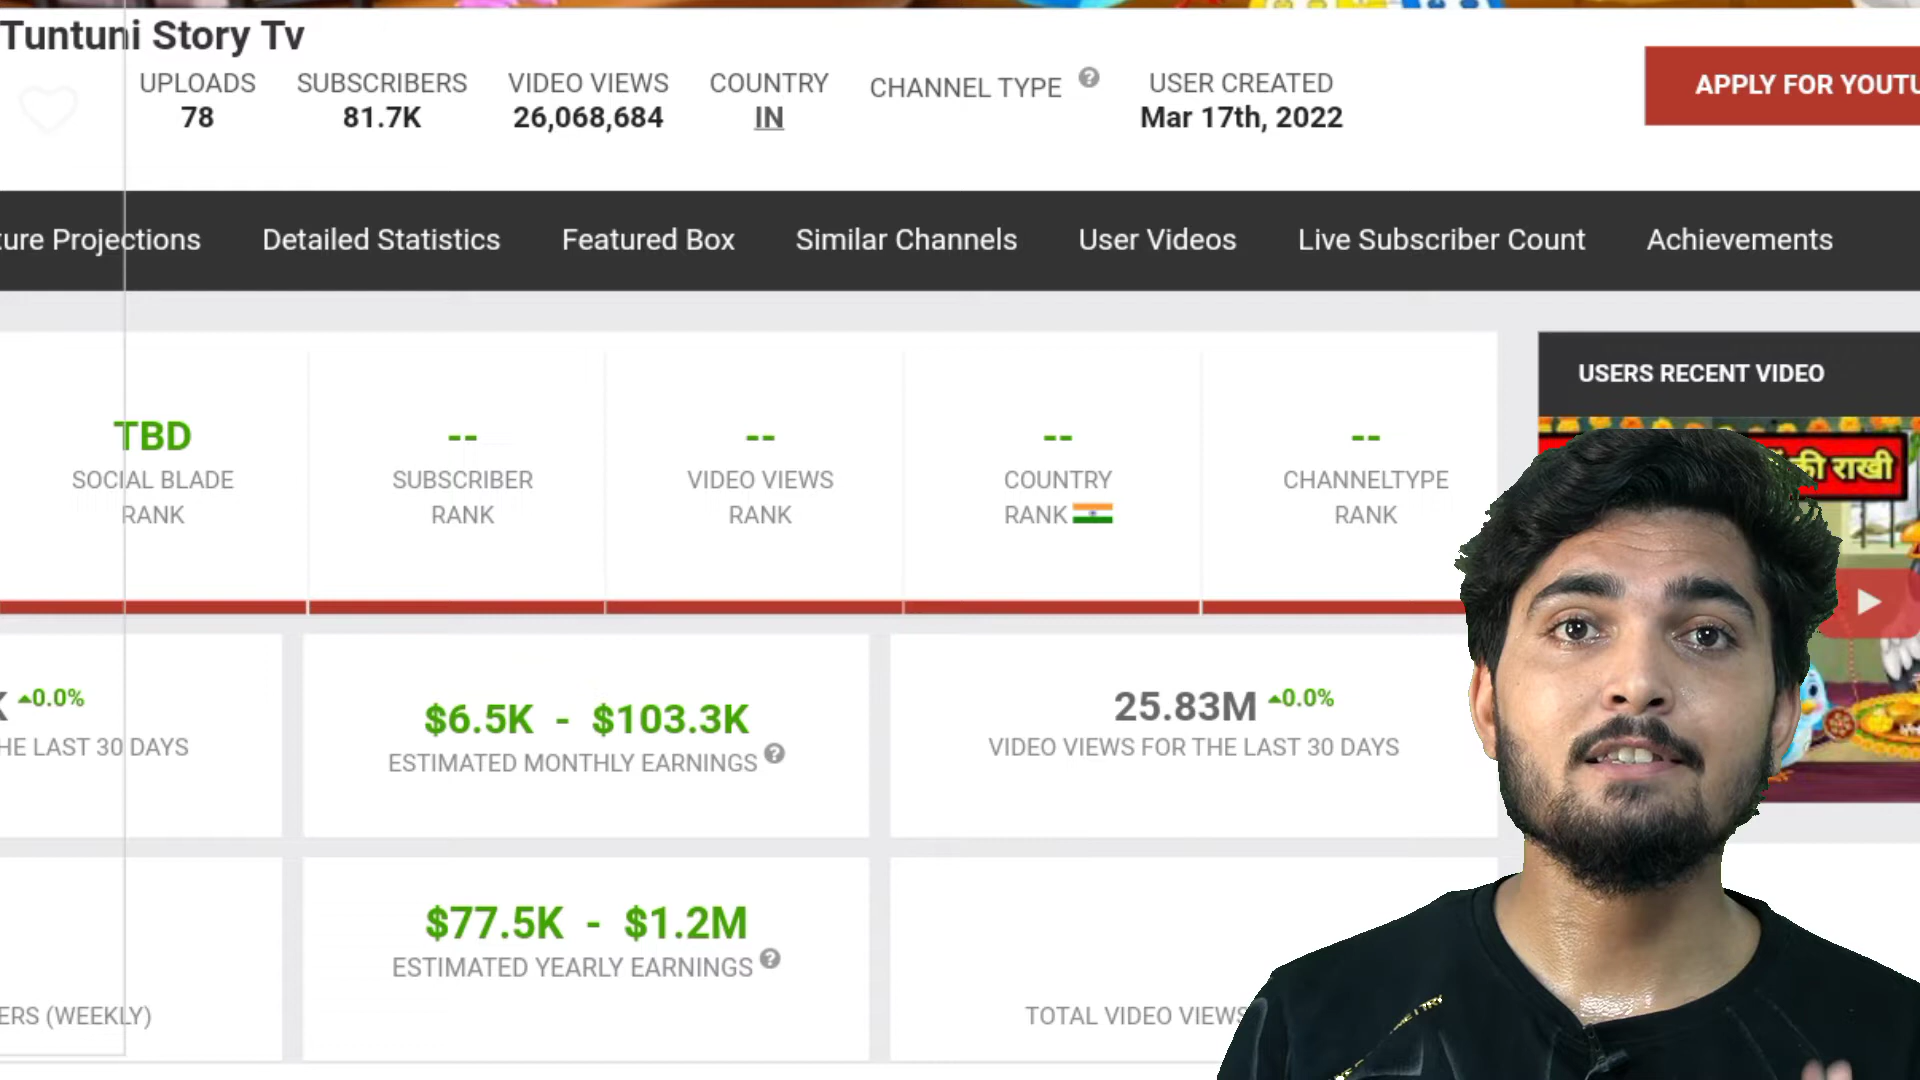 Tuntuni Story Tv
UPLOADS
78
SUBSCRIBERS
81.7K
VIDEO VIEWS
26,068,684
COUNTRY
IN
CHANNEL TYPE
USER CREATED
Mar 17th, 2022
APPLY FOR YOUTU
ture Projections
Detailed Statistics
Featured Box
Similar Channels
User Videos
Live Subscriber Count
Achievements
TBD
SOCIAL BLADE
RANK
--
SUBSCRIBER
RANK
--
VIDEO VIEWS
RANK
--
COUNTRY
RANK
--
CHANNELTYPE
RANK
USERS RECENT VIDEO
की राखी
K 0.0%
HE LAST 30 DAYS
$6.5K - $103.3K
ESTIMATED MONTHLY EARNINGS
25.83M 0.0%
VIDEO VIEWS FOR THE LAST 30 DAYS
ERS (WEEKLY)
$77.5K - $1.2M
ESTIMATED YEARLY EARNINGS
TOTAL VIDEO VIEWS